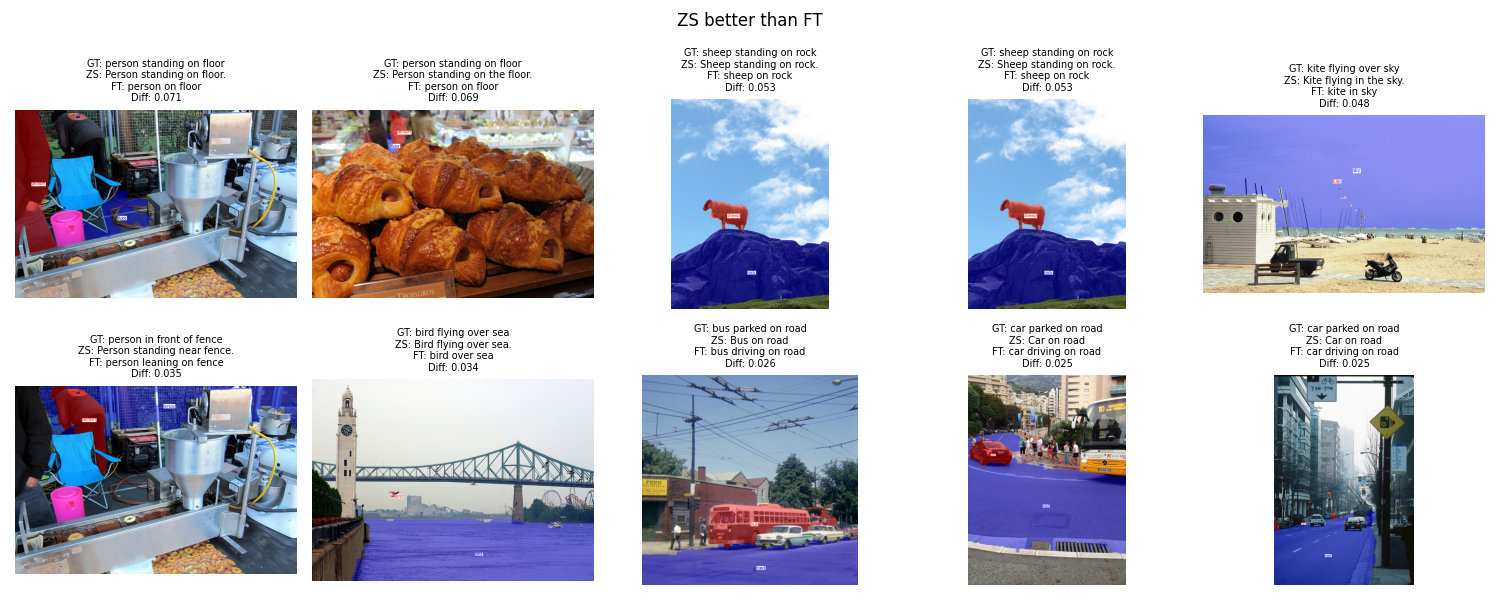 ZS better than FT
GT: person standing on floor
ZS: Person standing on floor.
FT: person on floor
Diff: 0.071
GT: person standing on floor
ZS: Person standing on the floor.
FT: person on floor
Diff: 0.069
GT: sheep standing on rock
ZS: Sheep standing on rock.
FT: sheep on rock
Diff: 0.053
GT: sheep standing on rock
ZS: Sheep standing on rock.
FT: sheep on rock
Diff: 0.053
GT: kite flying over sky
ZS: Kite flying in the sky.
FT: kite in sky
Diff: 0.048
GT: person in front of fence
ZS: Person standing near fence.
FT: person leaning on fence
Diff: 0.035
GT: bird flying over sea
ZS: Bird flying over sea.
FT: bird over sea
Diff: 0.034
GT: bus parked on road
ZS: Bus on road
FT: bus driving on road
Diff: 0.026
GT: car parked on road
ZS: Car on road
FT: car driving on road
Diff: 0.025
GT: car parked on road
ZS: Car on road
FT: car driving on road
Diff: 0.025